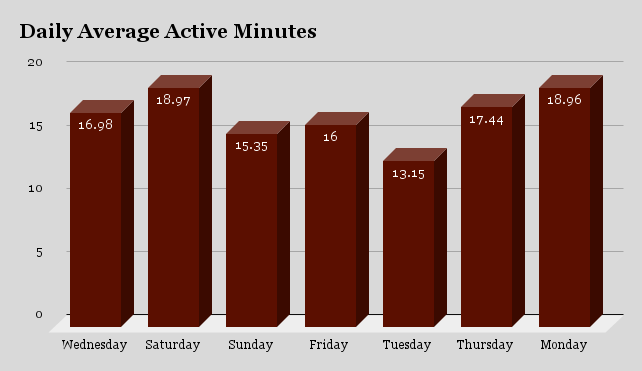 Daily Average Active Minutes
20
15
10
5
0
16.98
18.97
15.35
16
13.15
17.44
18.96
Wednesday
Saturday
Sunday
Friday
Tuesday
Thursday
Monday